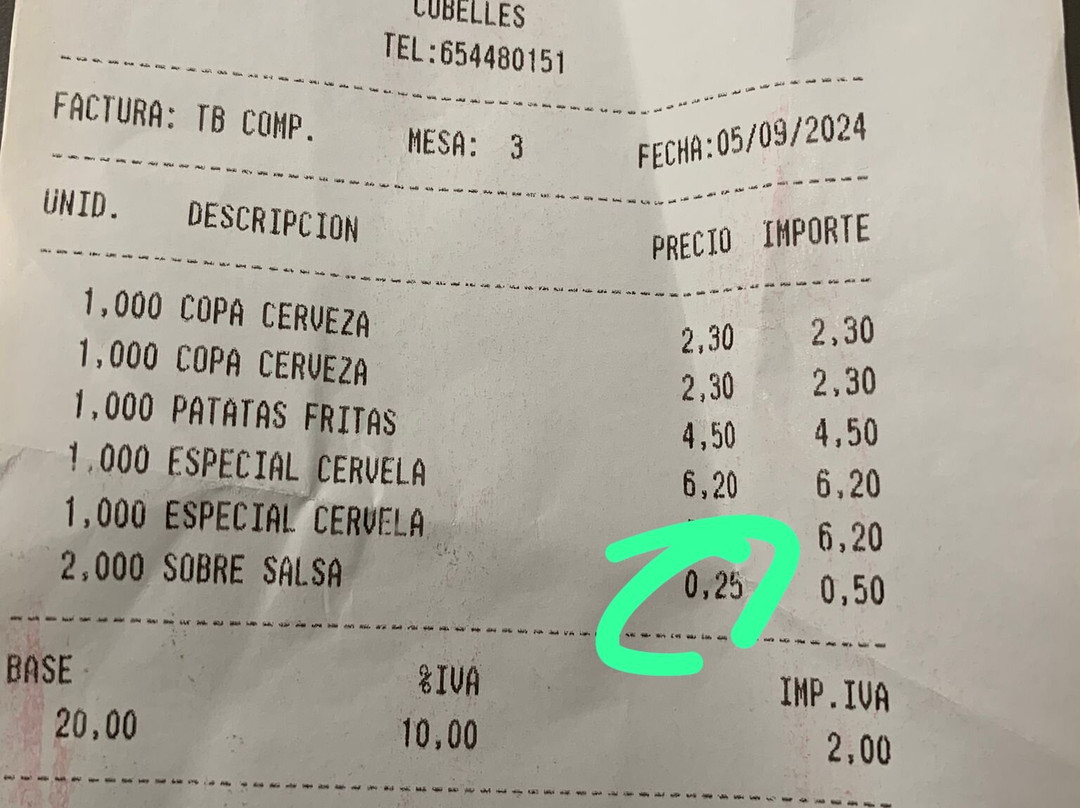 CUBELLES
TEL:654480151
FACTURA: TB COMP. MESA: 3 FECHA:05/09/2024
UNID. DESCRIPCION PRECIO IMPORTE
1,000 COPA CERVEZA 2,30 2,30
1,000 COPA CERVEZA 2,30 2,30
1,000 PATATAS FRITAS 4,50 4,50
1,000 ESPECIAL CERVELA 6,20 6,20
1,000 ESPECIAL CERVELA 6,20
2,000 SOBRE SALSA 0,25 0,50
BASE %IVA IMP.IVA
20,00 10,00 2,00